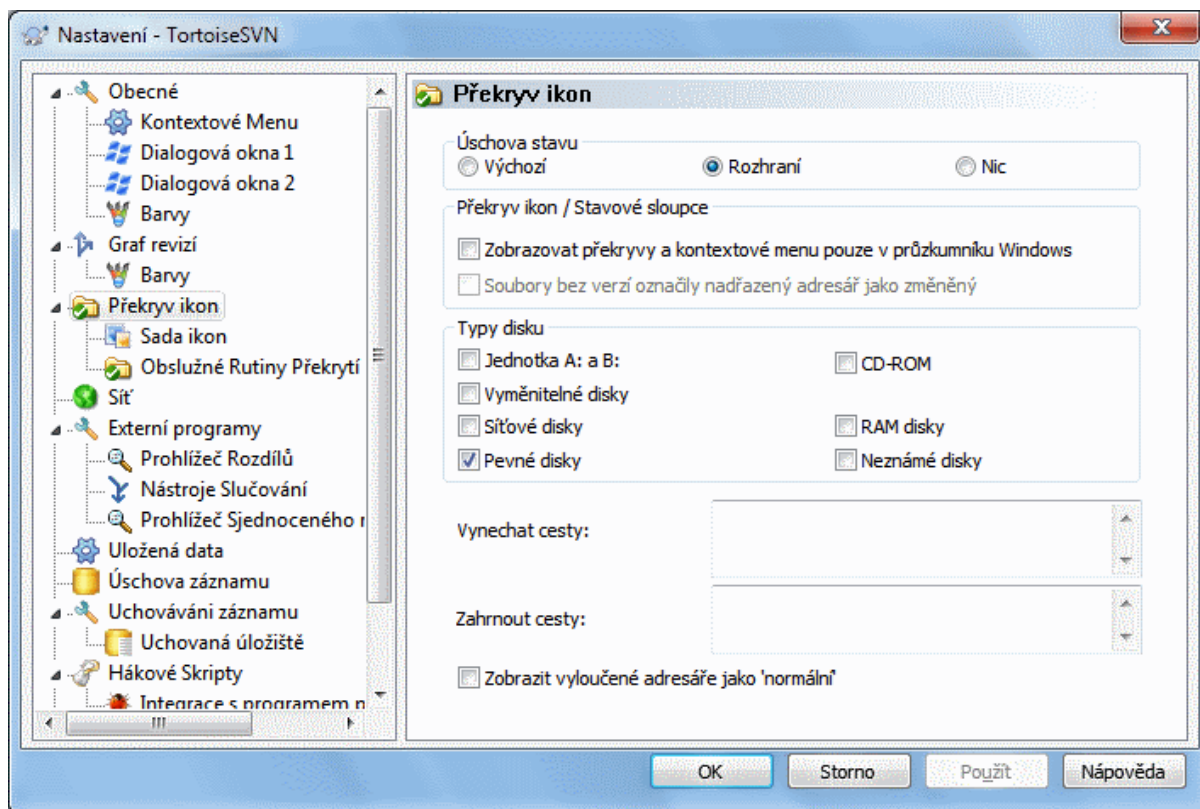 Nastavení - TortoiseSVN
Obecné
Kontextové Menu
Dialogová okna 1
Dialogová okna 2
Barvy
Graf revizí
Barvy
Překryv ikon
Sada ikon
Obslužné Rutiny Překrytí
Síť
Externí programy
Prohlížeč Rozdílů
Nástroje Slučování
Prohlížeč Sjednoceného r
Uložená data
Úschova záznamu
Uchováváni záznamu
Uchovaná úložiště
Hákové Skripty
Integrace s programem p
Překryv ikon
Úschova stavu
Výchozí Rozhraní Nic
Překryv ikon / Stavové sloupce
Zobrazovat překryvy a kontextové menu pouze v průzkumníku Windows
Soubory bez verzí označily nadřazený adresář jako změněný
Typy disku
Jednotka A: a B: CD-ROM
Vyměnitelné disky
Síťové disky RAM disky
Pevné disky Neznámé disky
Vynechat cesty:
Zahrnout cesty:
Zobrazit vyloučené adresáře jako 'normální'
OK Storno Použít Nápověda